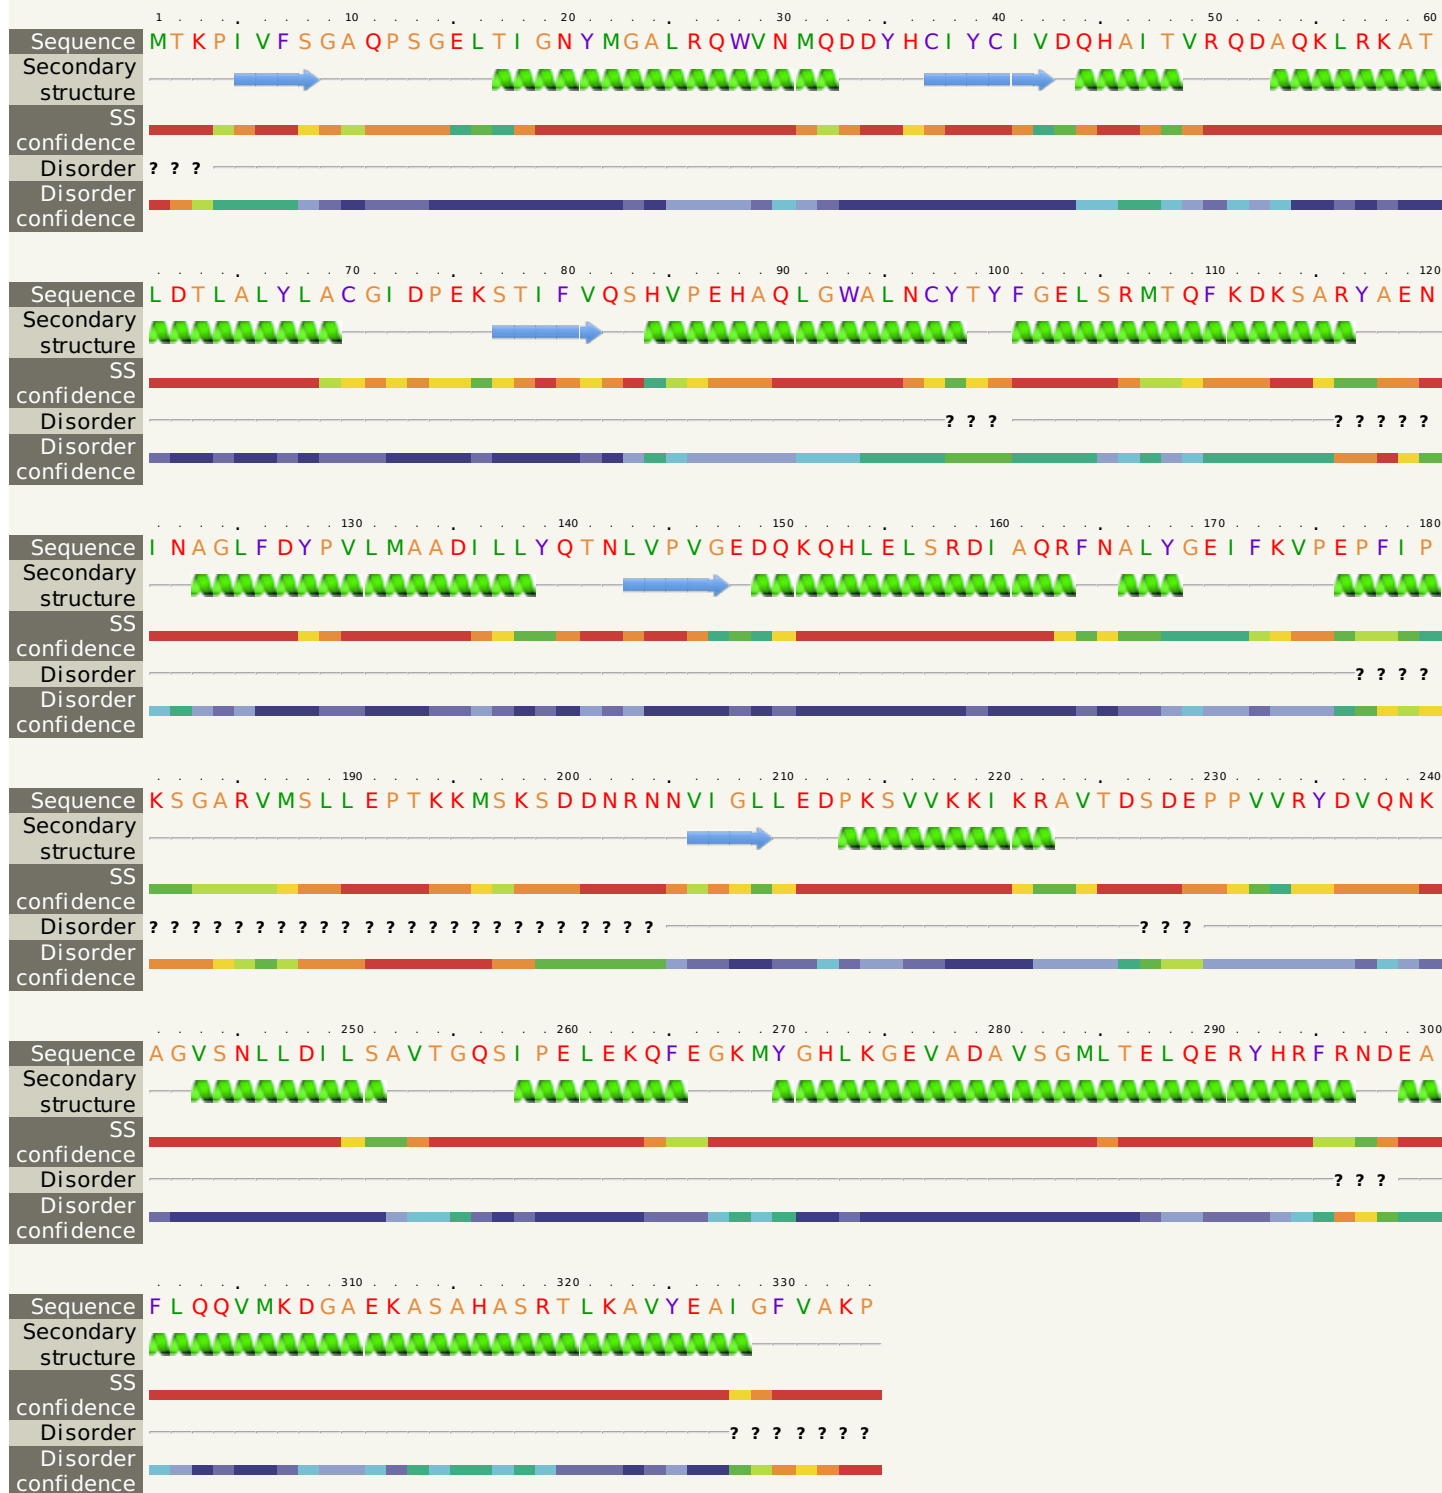 1 10 20 30 40 50 60
Sequence MTKPIVFSGAQPSGELTIGNYMGALRQWVNMQDDYHCIYCIVDQHAITVRQDAQKLRKAT
Secondary
structure
SS
confidence
Disorder ? ? ?
Disorder
confidence
70 80 90 100 110 120
Sequence LDTLALYLACGIDPEKSTIFVQSHVPEHAQLGWALNCYTYFGELSRMTQFKDKSARYAEN
Secondary
structure
SS
confidence
Disorder ? ? ? ? ? ? ? ?
Disorder
confidence
130 140 150 160 170 180
Sequence INAGLFDYPVLMAADILLYQTNLVPVGEDQKQHLELSRDIAQRFNALYGEIFKVPEPFIP
Secondary
structure
SS
confidence
Disorder ? ? ? ?
Disorder
confidence
190 200 210 220 230 240
Sequence KSGARVMSLLEPTKKMSKSDDNRNNVIGLLEDPKSVVKKIKRAVTDSDEPPVVRYDVQNK
Secondary
structure
SS
confidence
Disorder ? ? ? ? ? ? ? ? ? ? ? ? ? ? ? ? ? ? ? ? ? ? ? ? ? ? ?
Disorder
confidence
250 260 270 280 290 300
Sequence AGVSNLLDILSAVTGQSIPELEKQFEGKMYGHLKGEVADAVSGMLTELQERYHRFRNDEA
Secondary
structure
SS
confidence
Disorder ? ? ?
Disorder
confidence
310 320 330
Sequence FLQQVMKDGAEKASAHASRTLKAVYEAIGFVAKP
Secondary
structure
SS
confidence
Disorder ? ? ? ? ? ? ?
Disorder
confidence